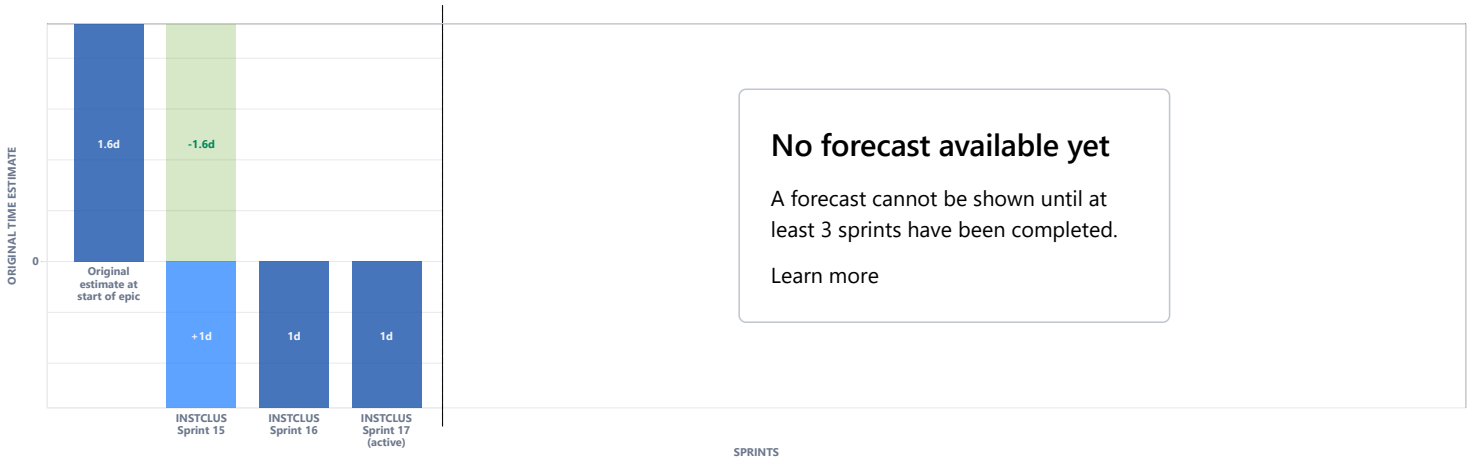 ORIGINAL TIME ESTIMATE
1.6d
-1.6d
0
Original
estimate at
start of epic
+1d
1d
1d
INSTCLUS
Sprint 15
INSTCLUS
Sprint 16
INSTCLUS
Sprint 17
(active)
SPRINTS
No forecast available yet
A forecast cannot be shown until at
least 3 sprints have been completed.
Learn more